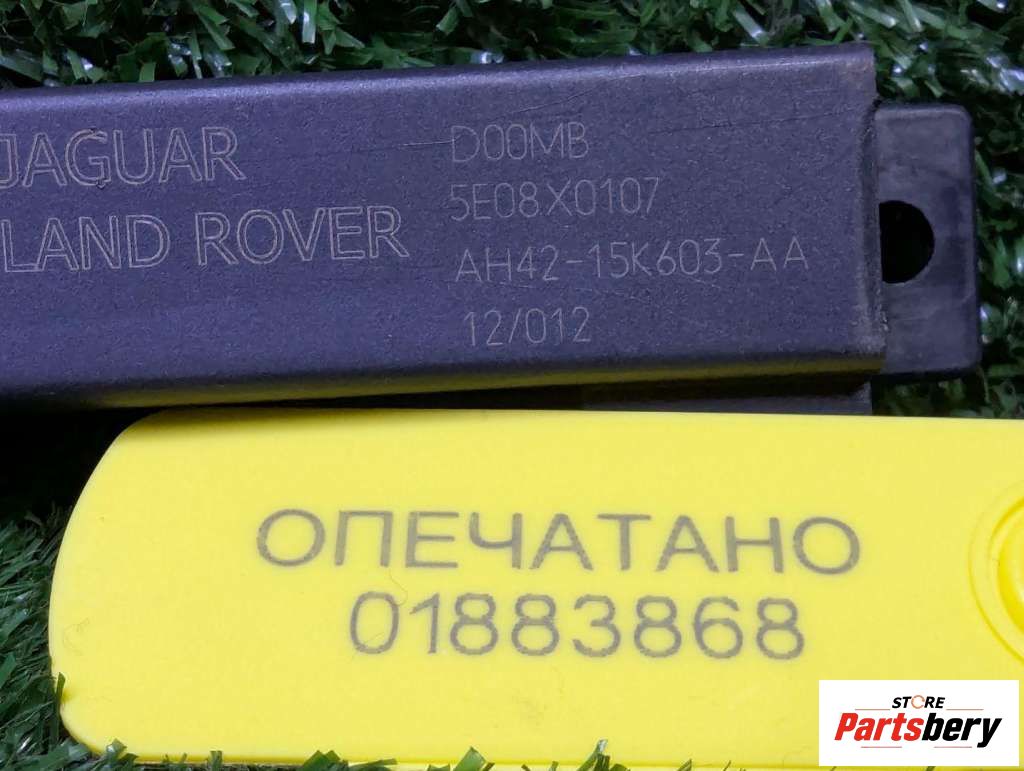 JAGUAR
LAND ROVER
D00MB
5E08X0107
AH42-15K603-AA
12/012
ОПЕЧАТАНО
01883868
STORE
Partsbery